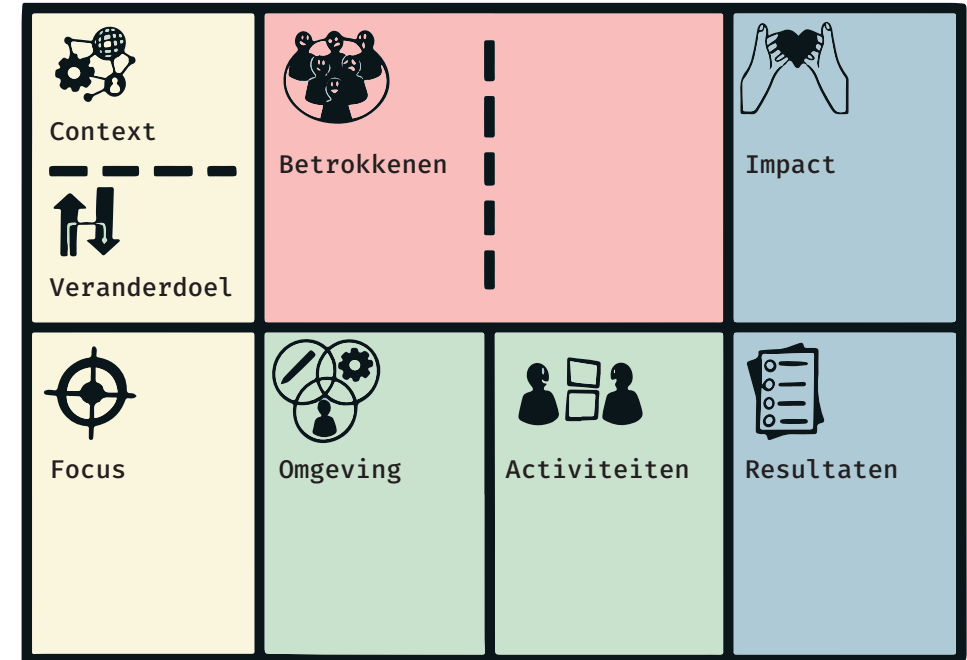 Context
Veranderdoel
Betrokkenen
Impact
Focus
Omgeving
Activiteiten
Resultaten